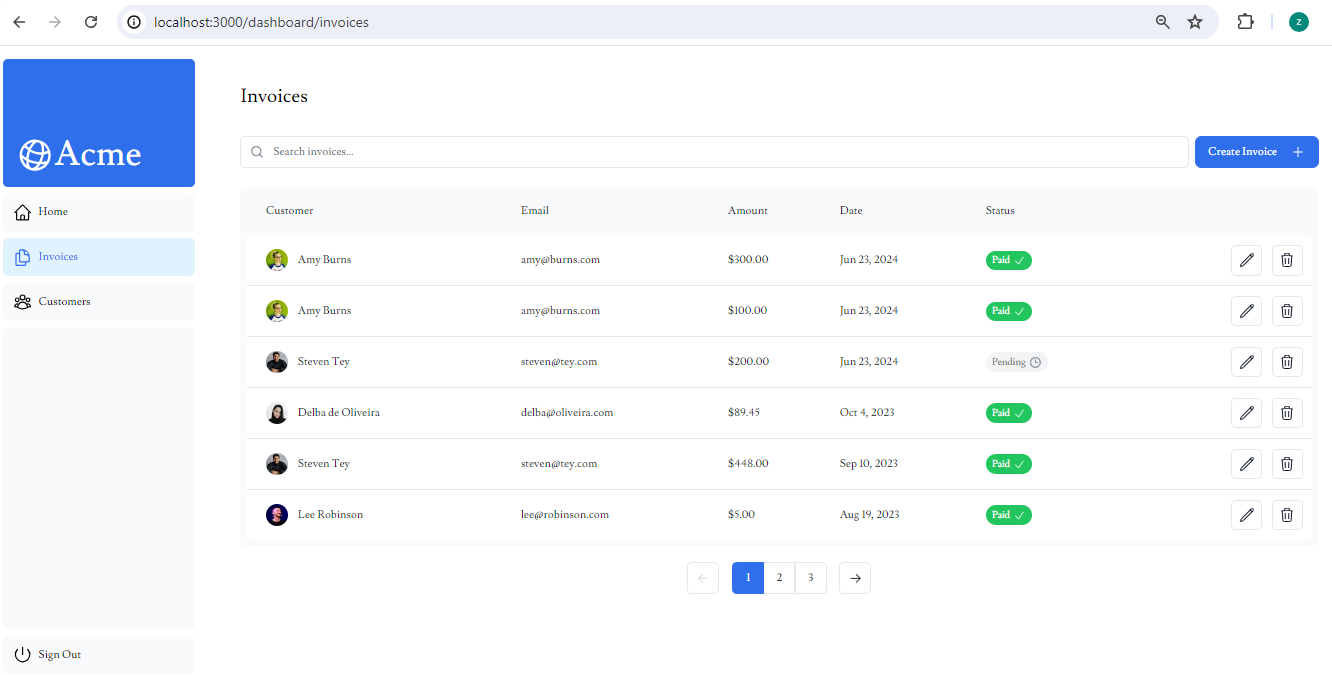 localhost:3000/dashboard/invoices
z
Acme
Home
Invoices
Customers
Sign Out
Invoices
Search invoices...
Create Invoice
Customer Email Amount Date Status
Amy Burns amy@burns.com $300.00 Jun 23, 2024 Paid
Amy Burns amy@burns.com $100.00 Jun 23, 2024 Paid
Steven Tey steven@tey.com $200.00 Jun 23, 2024 Pending
Delba de Oliveira delba@oliveira.com $89.45 Oct 4, 2023 Paid
Steven Tey steven@tey.com $448.00 Sep 10, 2023 Paid
Lee Robinson lee@robinson.com $5.00 Aug 19, 2023 Paid
1 2 3